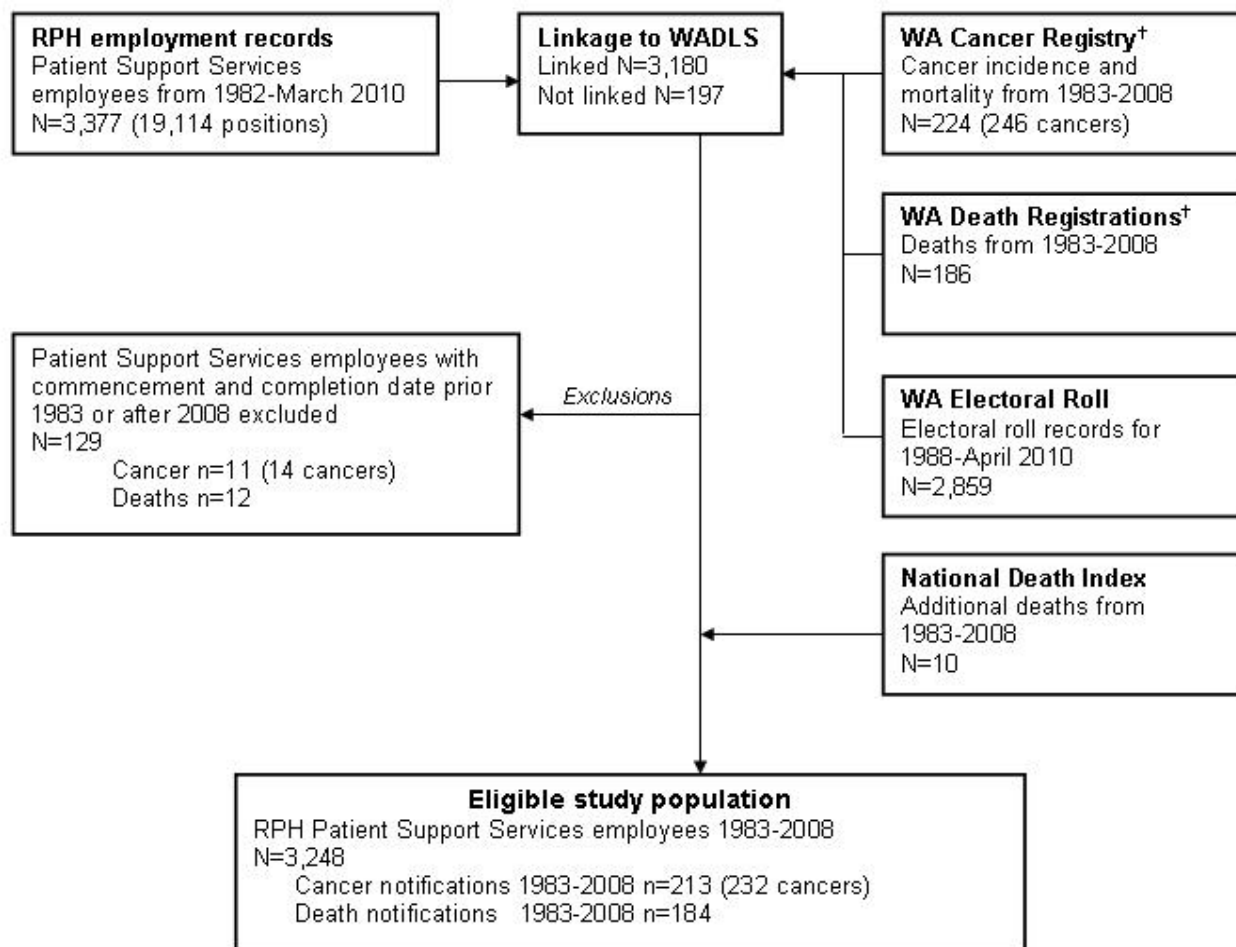 RPH employment records
Patient Support Services
employees from 1982-March 2010
N=3,377 (19,114 positions)
Linkage to WADLS
Linked N=3,180
Not linked N=197
WA Cancer Registry†
Cancer incidence and
mortality from 1983-2008
N=224 (246 cancers)
WA Death Registrations†
Deaths from 1983-2008
N=186
Patient Support Services employees with
commencement and completion date prior
1983 or after 2008 excluded
N=129
Cancer n=11 (14 cancers)
Deaths n=12
Exclusions
WA Electoral Roll
Electoral roll records for
1988-April 2010
N=2,859
National Death Index
Additional deaths from
1983-2008
N=10
Eligible study population
RPH Patient Support Services employees 1983-2008
N=3,248
Cancer notifications 1983-2008 n=213 (232 cancers)
Death notifications 1983-2008 n=184